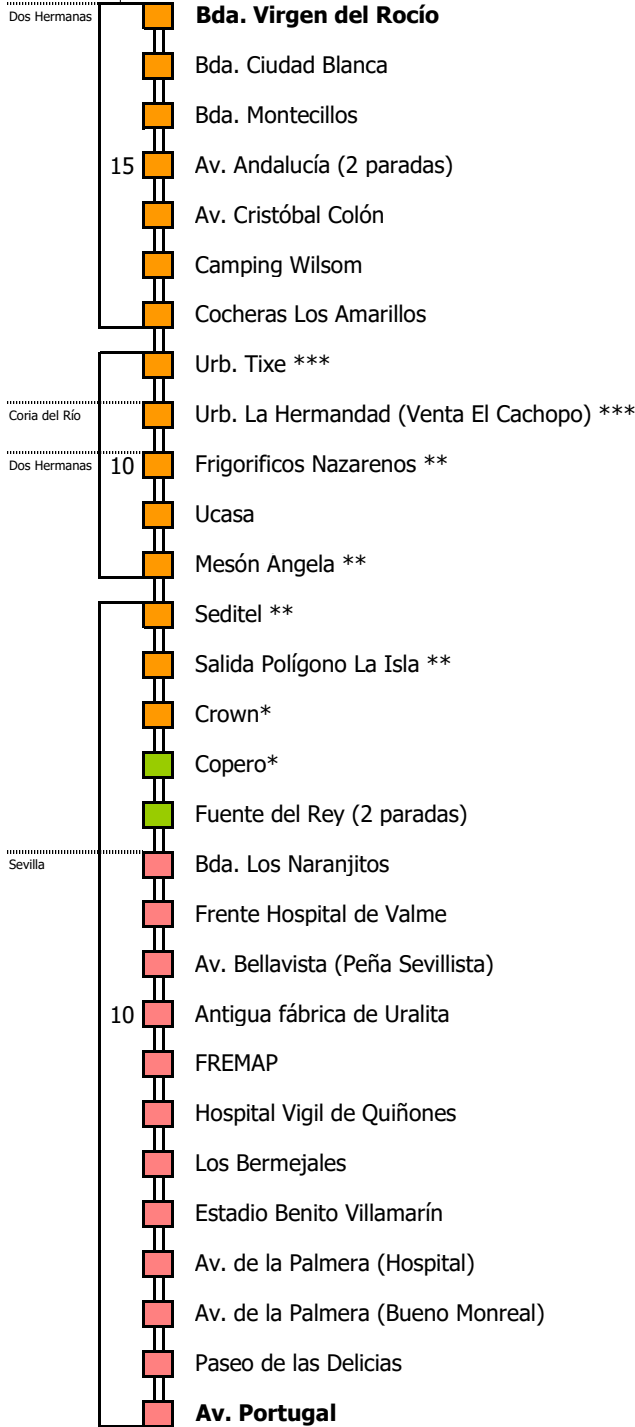 Dos Hermanas
Bda. Virgen del Rocío
Bda. Ciudad Blanca
Bda. Montecillos
15 Av. Andalucía (2 paradas)
Av. Cristóbal Colón
Camping Wilsom
Cocheras Los Amarillos
Urb. Tixe ***
Coria del Río Urb. La Hermandad (Venta El Cachopo) ***
Dos Hermanas 10 Frigorificos Nazarenos **
Ucasa
Mesón Angela **
Seditel **
Salida Polígono La Isla **
Crown*
Copero*
Fuente del Rey (2 paradas)
Sevilla Bda. Los Naranjitos
Frente Hospital de Valme
Av. Bellavista (Peña Sevillista)
10 Antigua fábrica de Uralita
FREMAP
Hospital Vigil de Quiñones
Los Bermejales
Estadio Benito Villamarín
Av. de la Palmera (Hospital)
Av. de la Palmera (Bueno Monreal)
Paseo de las Delicias
Av. Portugal